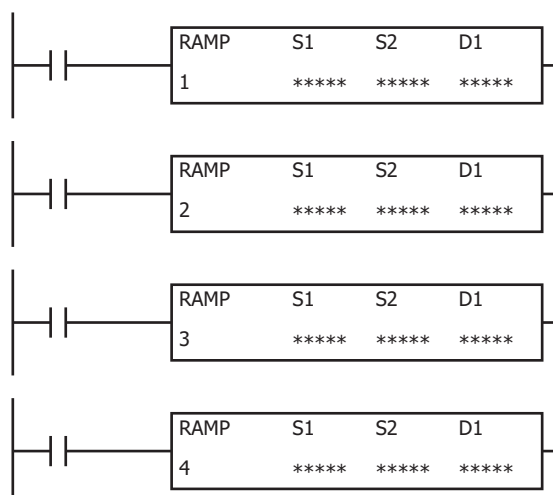 RAMP S1 S2 D1
1 ***** ***** *****
RAMP S1 S2 D1
2 ***** ***** *****
RAMP S1 S2 D1
3 ***** ***** *****
RAMP S1 S2 D1
4 ***** ***** *****